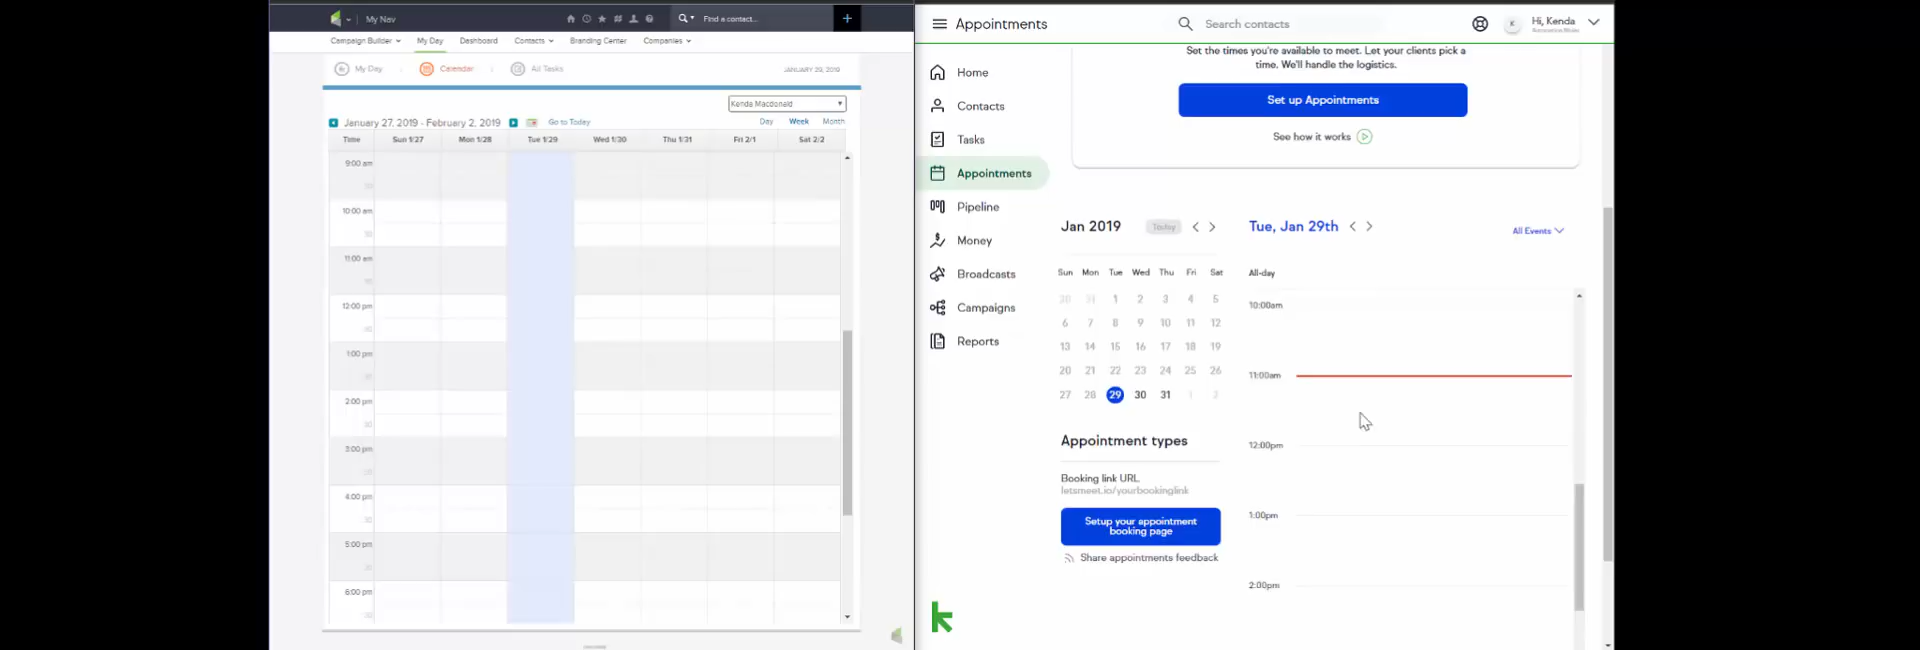 My Nav
Find a contact...
+
Campaign Builder My Day Dashboard Contacts Branding Center Companies
My Day Calendar All Tasks JANUARY 29, 2019
Kenda Macdonald
January 27, 2019 - February 2, 2019 Go to Today Day Week Month
Time Sun 1/27 Mon 1/28 Tue 1/29 Wed 1/30 Thu 1/31 Fri 2/1 Sat 2/2
9:00 am
30
10:00 am
30
11:00 am
30
12:00 pm
30
1:00 pm
30
2:00 pm
30
3:00 pm
30
4:00 pm
30
5:00 pm
30
6:00 pm
30
Appointments
Search contacts
K
Hi, Kenda
Home
Contacts
Tasks
Appointments
Pipeline
Money
Broadcasts
Campaigns
Reports
Set the times you're available to meet. Let your clients pick a
time. We'll handle the logistics.
Set up Appointments
See how it works
Jan 2019 Today
Sun Mon Tue Wed Thu Fri Sat
30 31 1 2 3 4 5
6 7 8 9 10 11 12
13 14 15 16 17 18 19
20 21 22 23 24 25 26
27 28 29 30 31 1 2
Appointment types
Booking link URL
letsmeet.io/yourbookinglink
Setup your appointment
booking page
Share appointments feedback
Tue, Jan 29th
All Events
All-day
10:00am
11:00am
12:00pm
1:00pm
2:00pm
k